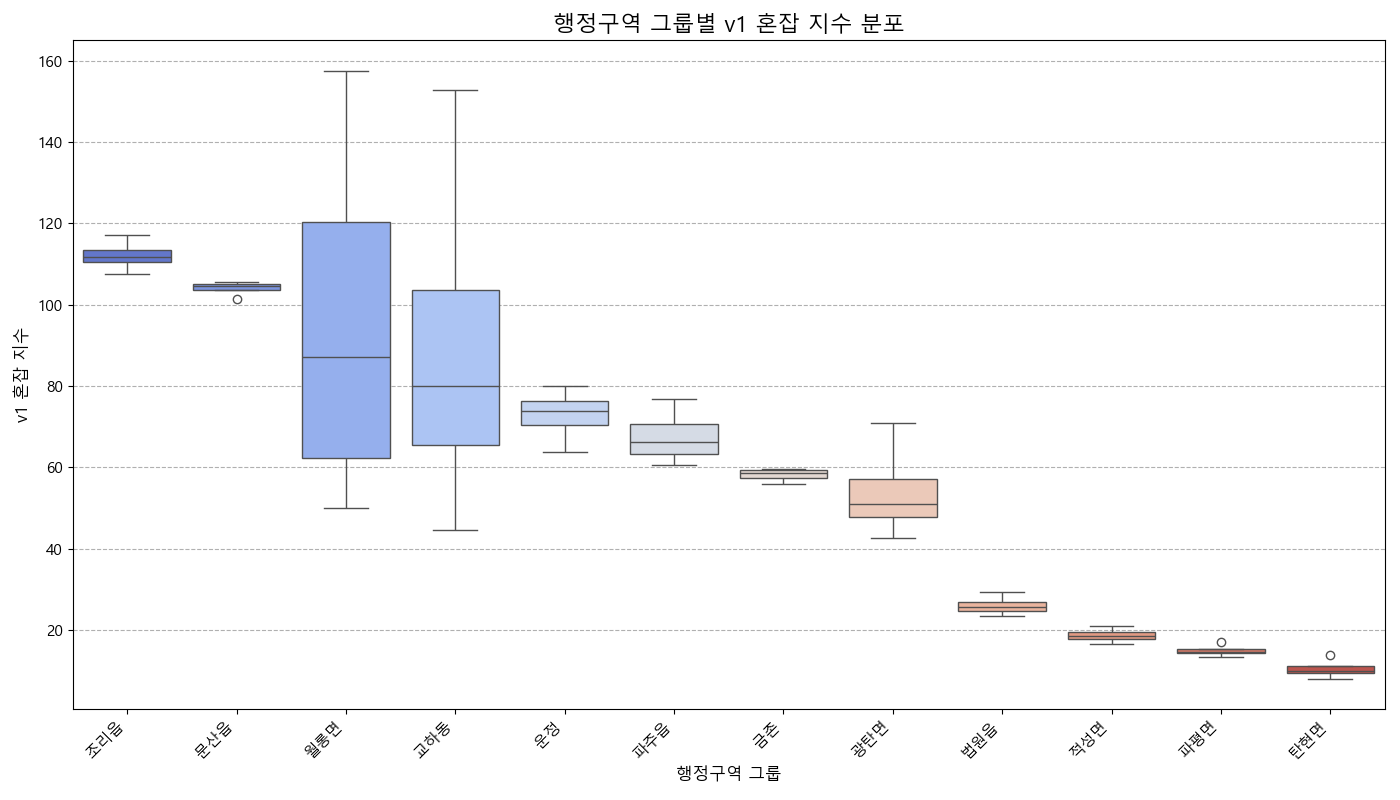 행정구역 그룹별 v1 혼잡 지수 분포
v1 혼잡 지수
160
140
120
100
80
60
40
20
조리읍
문산읍
월롱면
교하동
운정
파주읍
금촌
광탄면
법원읍
적성면
파평면
탄현면
행정구역 그룹